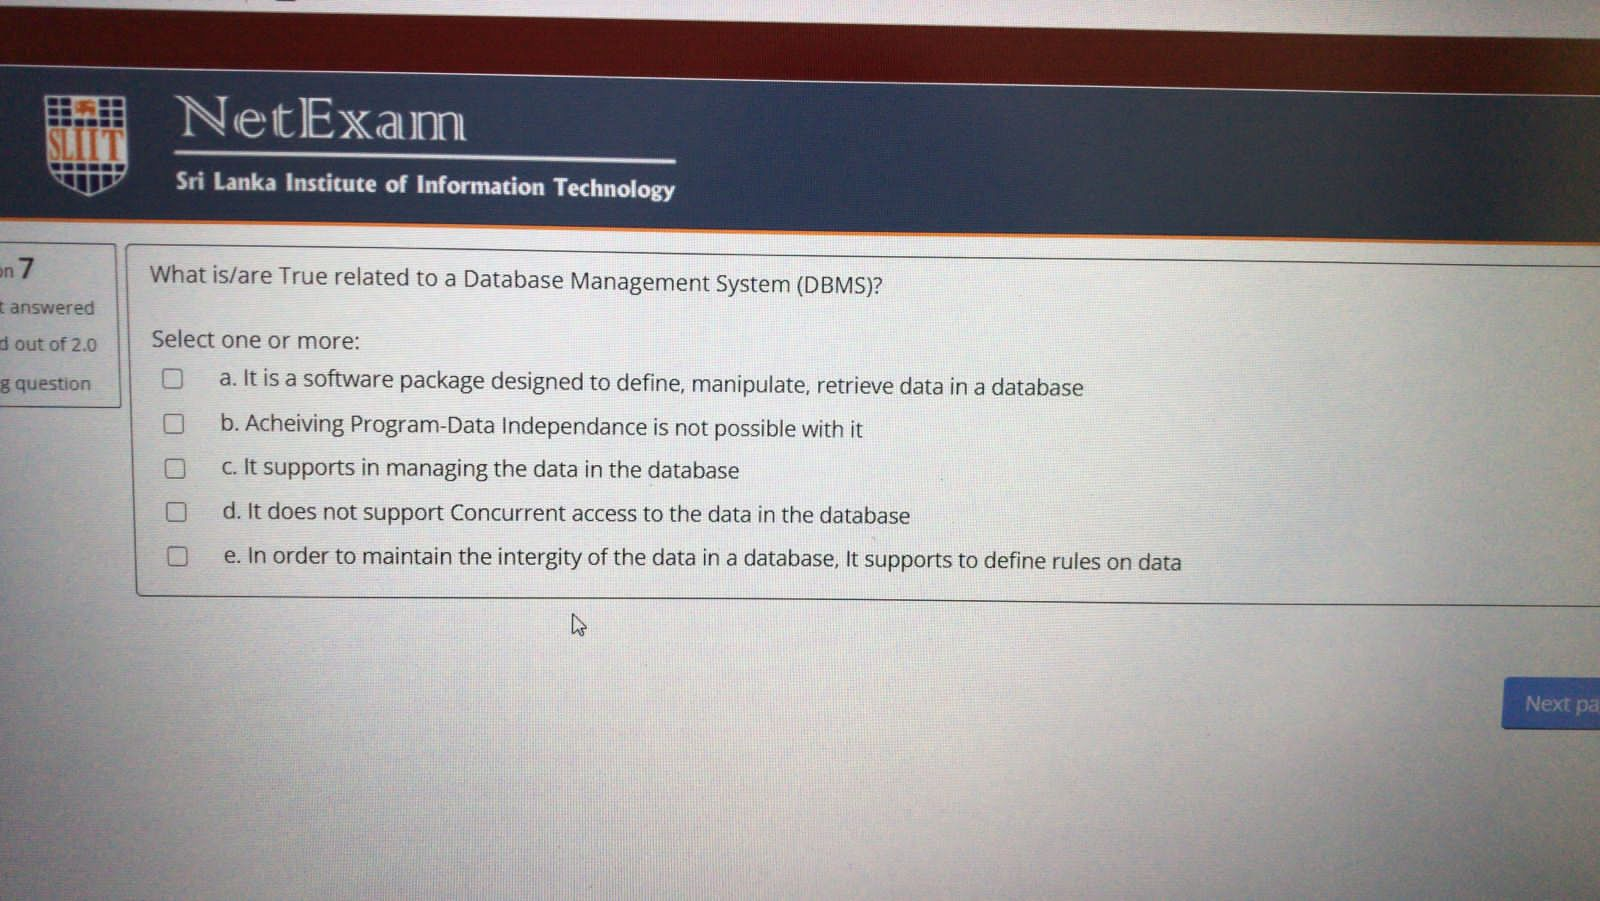 SLIIT
NetExam
Sri Lanka Institute of Information Technology
7
answered
out of 2.0
question
What is/are True related to a Database Management System (DBMS)?
Select one or more:
a. It is a software package designed to define, manipulate, retrieve data in a database
b. Acheiving Program-Data Independance is not possible with it
c. It supports in managing the data in the database
d. It does not support Concurrent access to the data in the database
e. In order to maintain the intergity of the data in a database, It supports to define rules on data
Next